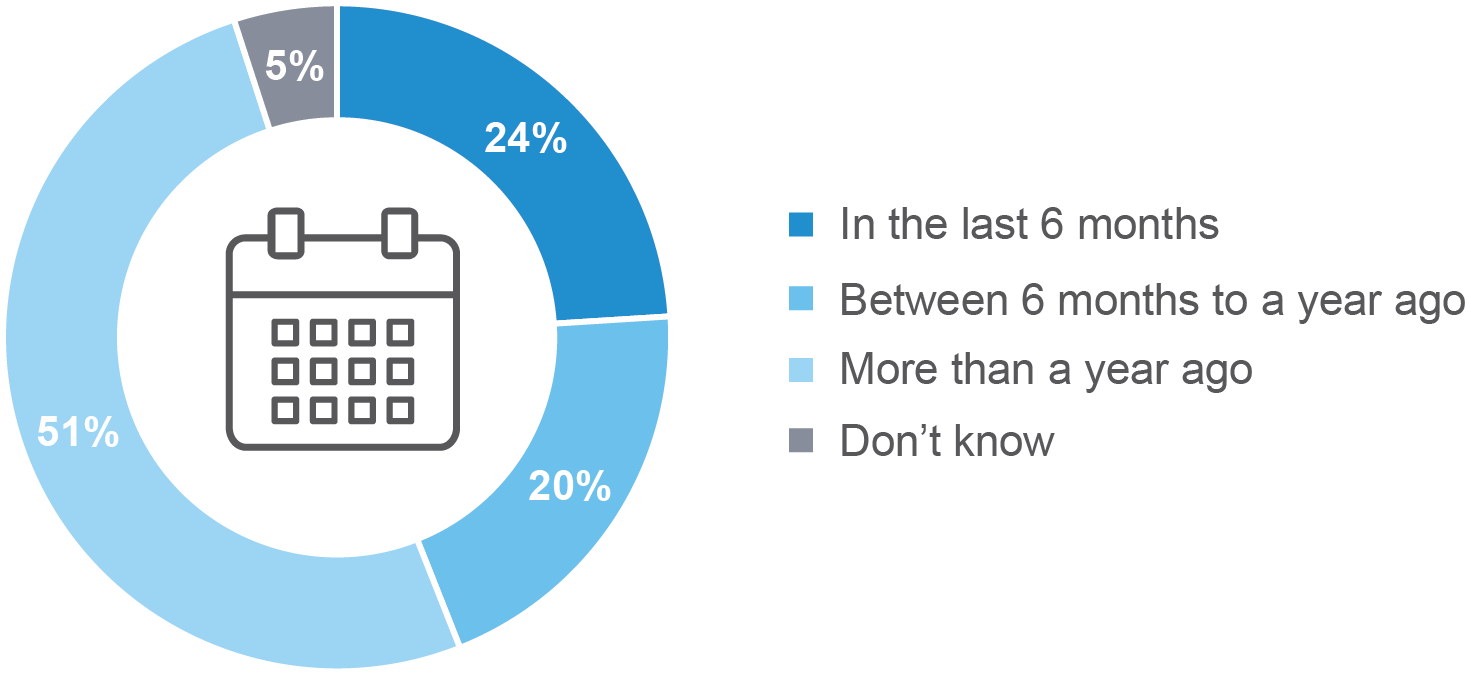 5%
24%
51%
20%
In the last 6 months
Between 6 months to a year ago
More than a year ago
Don’t know